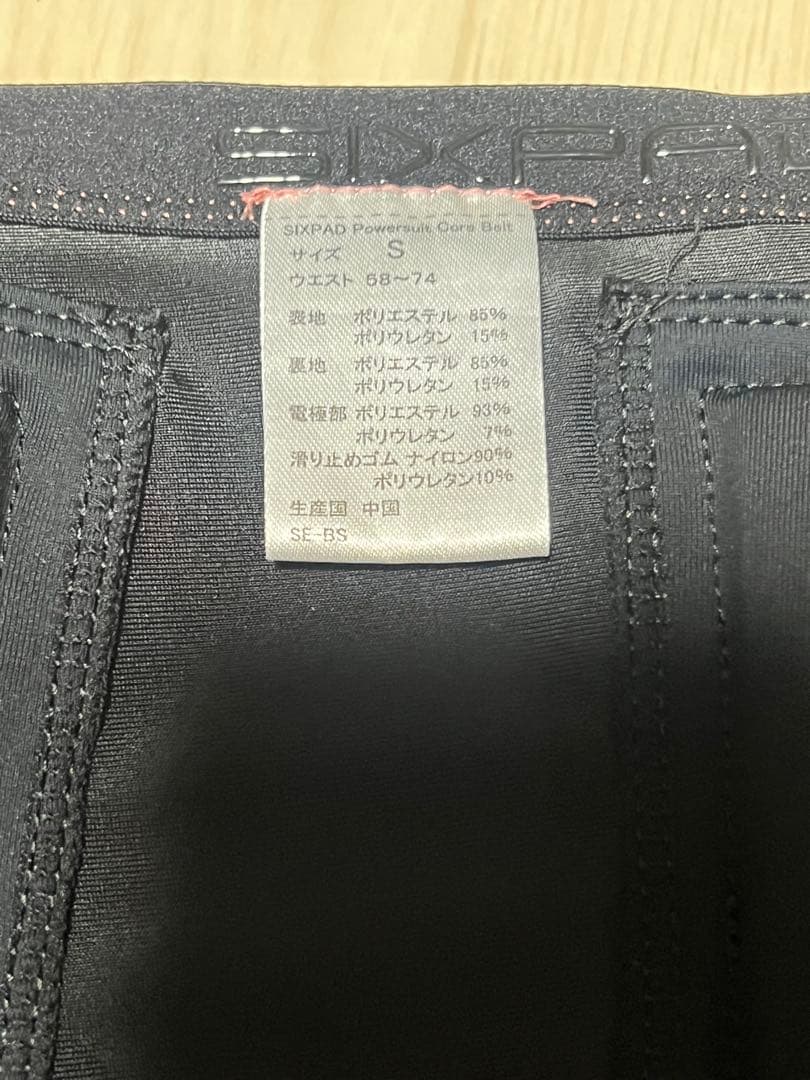 SIXPAD
SIXPAD Powersuit Core Belt
サイズ S
ウエスト 58〜74
表地 ポリエステル 85%
ポリウレタン 15%
裏地 ポリエステル 85%
ポリウレタン 15%
電極部 ポリエステル 93%
ポリウレタン 7%
滑り止めゴム ナイロン90%
ポリウレタン10%
生産国 中国
SE-BS